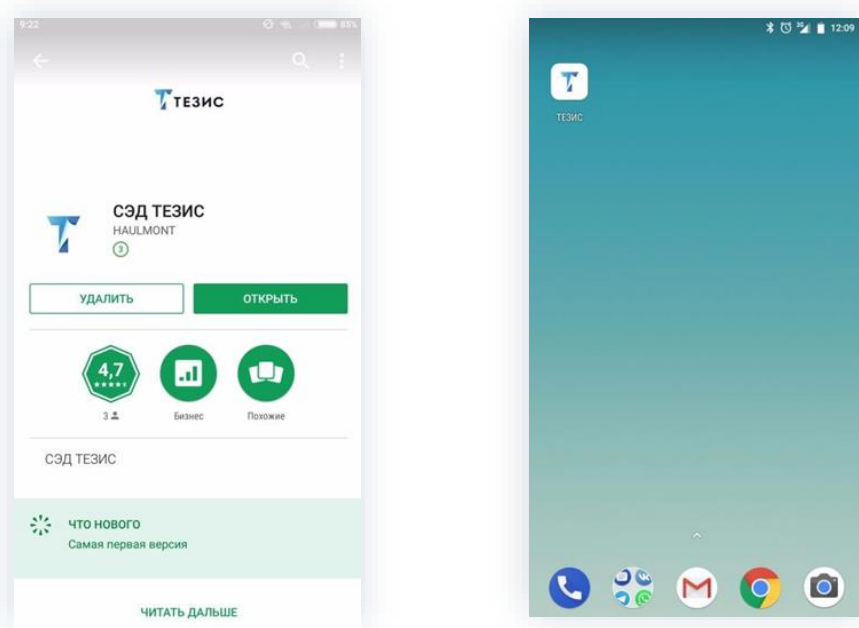 9:22
85%
ТЕЗИС
СЭД ТЕЗИС
HAULMONT
3
УДАЛИТЬ
ОТКРЫТЬ
4,7
3
Бизнес
Похожие
СЭД ТЕЗИС
ЧТО НОВОГО
Самая первая версия
ЧИТАТЬ ДАЛЬШЕ
12:09
ТЕЗИС